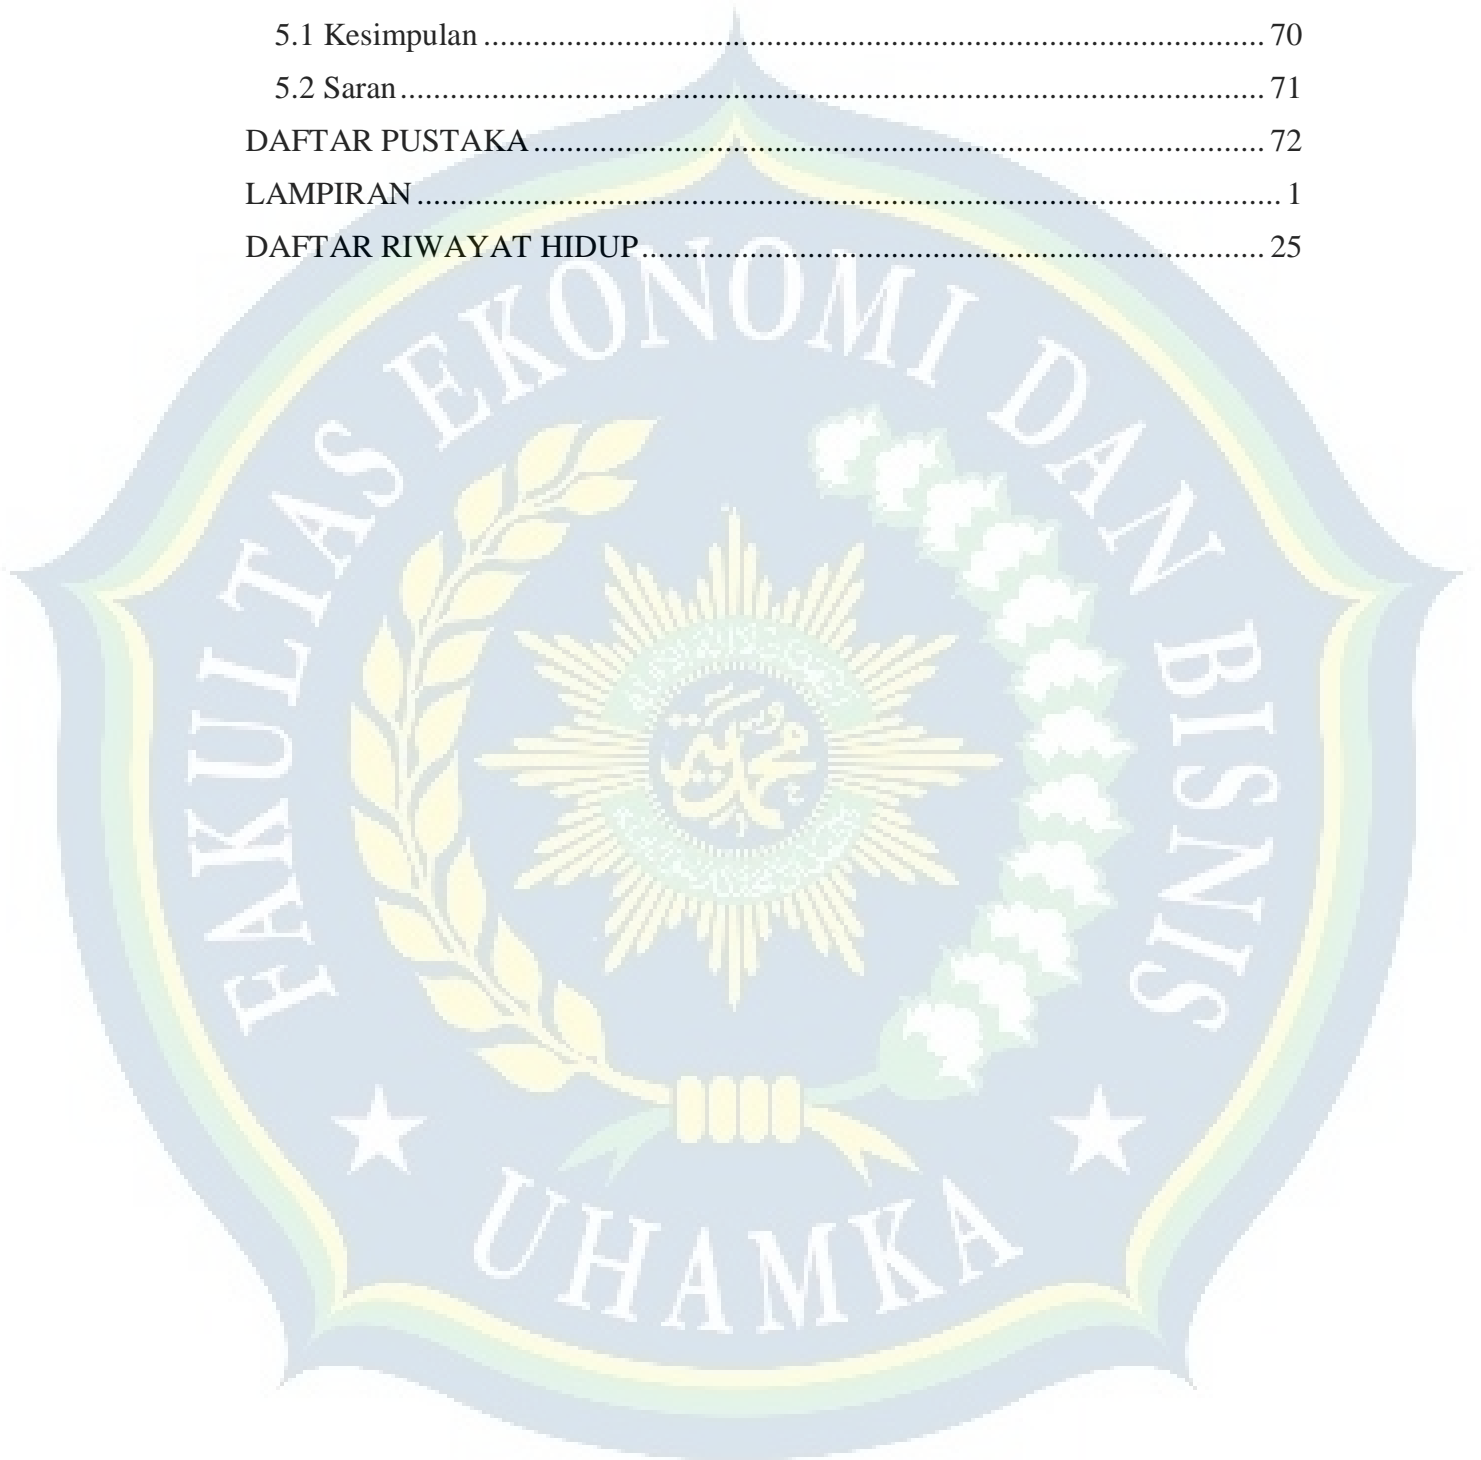 5.1 Kesimpulan ........................................................................ 70
5.2 Saran ........................................................................ 71
DAFTAR PUSTAKA ........................................................................ 72
LAMPIRAN ........................................................................ 1
DAFTAR RIWAYAT HIDUP ........................................................................ 25
FAKULTAS EKONOMI DAN BISNIS
محمدية
UHAMKA